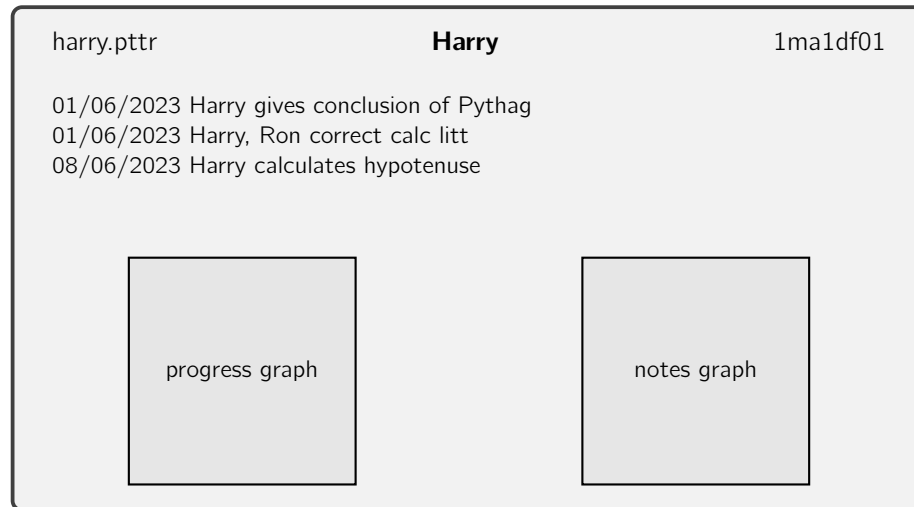 harry.pttr Harry 1ma1df01
01/06/2023 Harry gives conclusion of Pythag
01/06/2023 Harry, Ron correct calc litt
08/06/2023 Harry calculates hypotenuse
progress graph notes graph